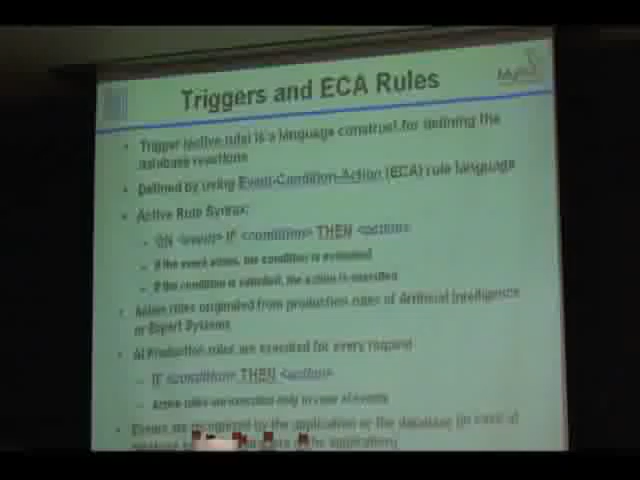 Triggers and ECA Rules
Trigger (active rule) is a language construct for defining the
database reactions
Defined by using Event-Condition-Action (ECA) rule language
Active Rule Syntax:
ON <event> IF <condition> THEN <action>
If the event arises, the condition is evaluated
If the condition is satisfied, the action is executed
Active rules originated from production rules of Artificial Intelligence
or Expert Systems
AI Production rules are executed for every request
IF <condition> THEN <action>
Active rules are executed only in case of events
Events are recognized by the application or the database (in case of
of the application)